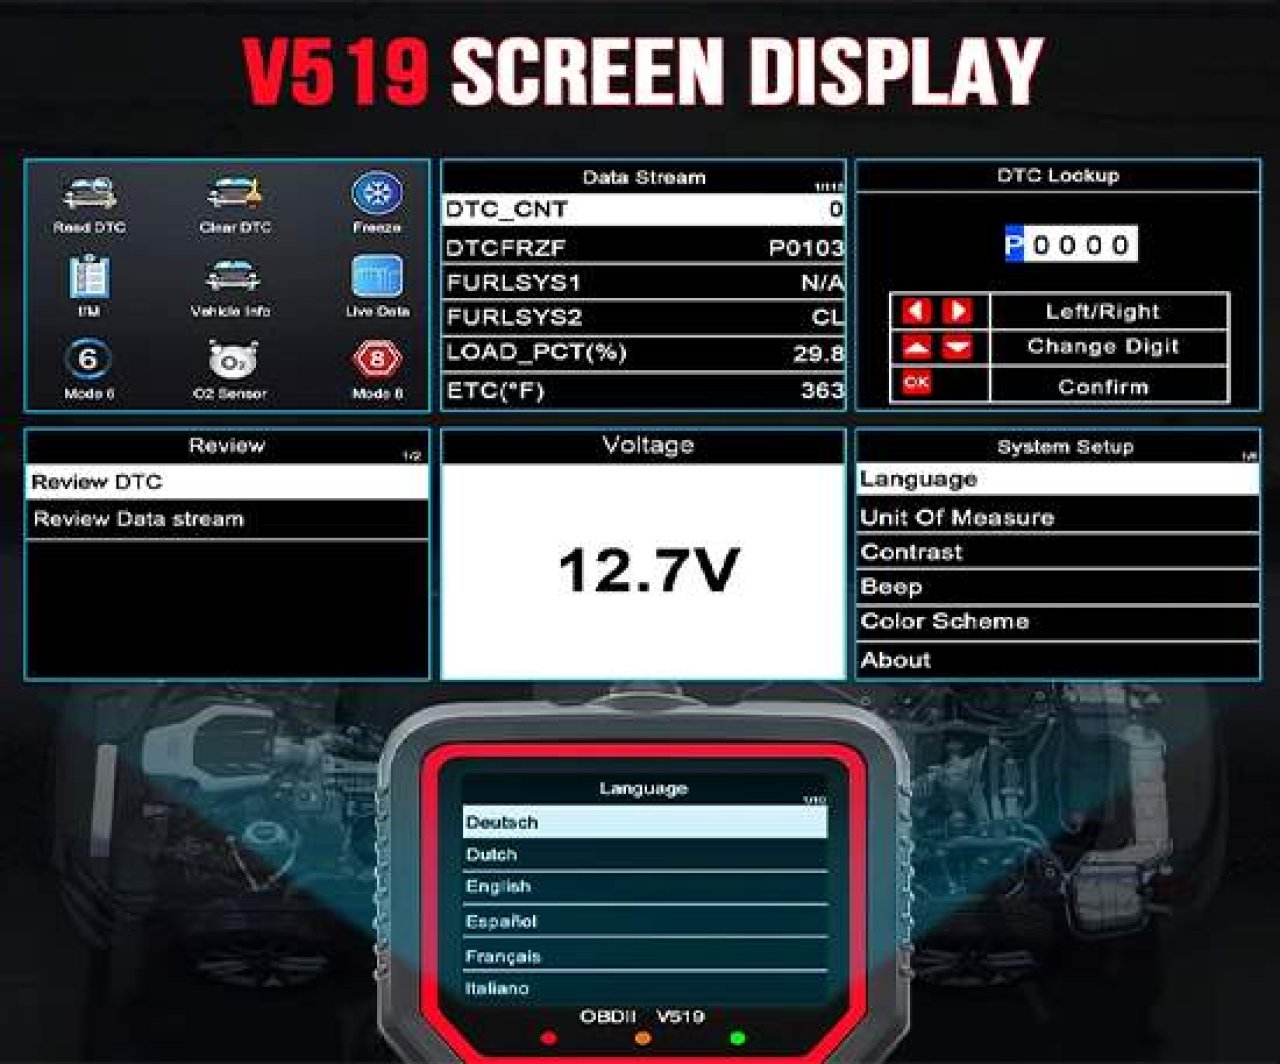 V519 SCREEN DISPLAY
Read DTC
Clear DTC
Freeze
I/M
Vehicle Info
Live Data
6
O2
8
Mode 6
O2 Sensor
Mode 8
Data Stream
DTC_CNT 0
DTCFRZF P0103
FURLSYS1 N/A
FURLSYS2 CL
LOAD_PCT(%) 29.8
ETC(°F) 363
DTC Lookup
P0000
Left/Right
Change Digit
OK Confirm
Review
1/2
Review DTC
Review Data stream
Voltage
12.7V
System Setup
Language
Unit Of Measure
Contrast
Beep
Color Scheme
About
Language
1/10
Deutsch
Dutch
English
Español
Français
Italiano
OBDII V519